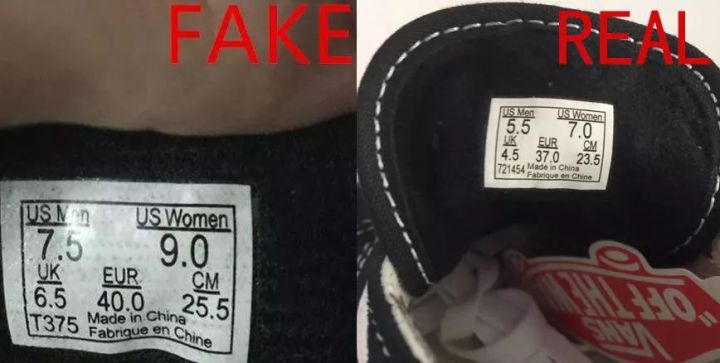 FAKE
US Men US Women
7.5 9.0
UK EUR CM
6.5 40.0 25.5
T375 Made in China
Fabrique en Chine
REAL
US Men US Women
5.5 7.0
UK EUR CM
4.5 37.0 23.5
721454 Made in China
Fabrique en Chine
VANS
"OFF THE W